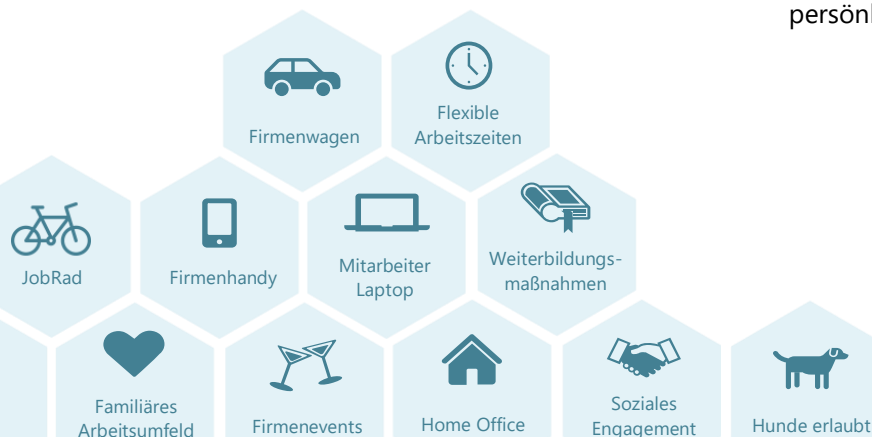 persönl
Firmenwagen
Flexible
Arbeitszeiten
JobRad
Firmenhandy
Mitarbeiter
Laptop
Weiterbildungs-
maßnahmen
Familiäres
Arbeitsumfeld
Firmenevents
Home Office
Soziales
Engagement
Hunde erlaubt